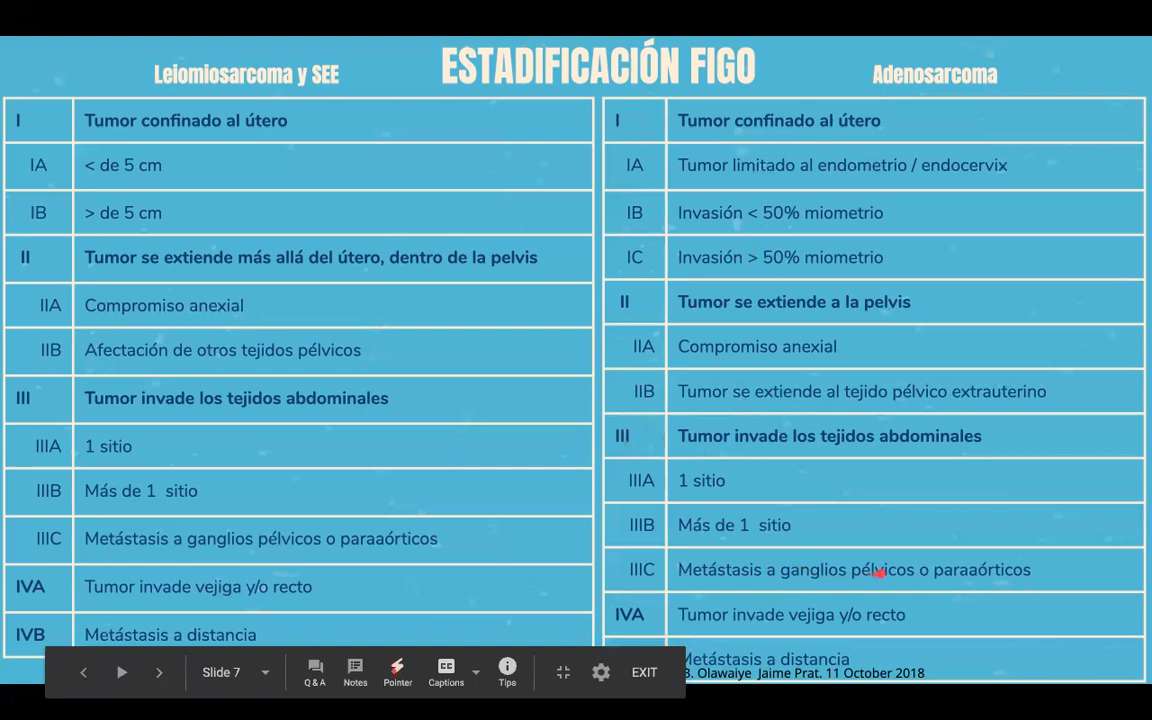 ESTADIFICACIÓN FIGO
Leiomiosarcoma y SEE
I Tumor confinado al útero
IA < de 5 cm
IB > de 5 cm
II Tumor se extiende más allá del útero, dentro de la pelvis
IIA Compromiso anexial
IIB Afectación de otros tejidos pélvicos
III Tumor invade los tejidos abdominales
IIIA 1 sitio
IIIB Más de 1 sitio
IIIC Metástasis a ganglios pélvicos o paraaórticos
IVA Tumor invade vejiga y/o recto
IVB Metástasis a distancia
Adenosarcoma
I Tumor confinado al útero
IA Tumor limitado al endometrio / endocervix
IB Invasión < 50% miometrio
IC Invasión > 50% miometrio
II Tumor se extiende a la pelvis
IIA Compromiso anexial
IIB Tumor se extiende al tejido pélvico extrauterino
III Tumor invade los tejidos abdominales
IIIA 1 sitio
IIIB Más de 1 sitio
IIIC Metástasis a ganglios pélvicos o paraaórticos
IVA Tumor invade vejiga y/o recto
Metástasis a distancia
B. Olawaiye Jaime Prat. 11 October 2018
Slide 7
Q & A
Notes
Pointer
CC
Captions
Tips
EXIT